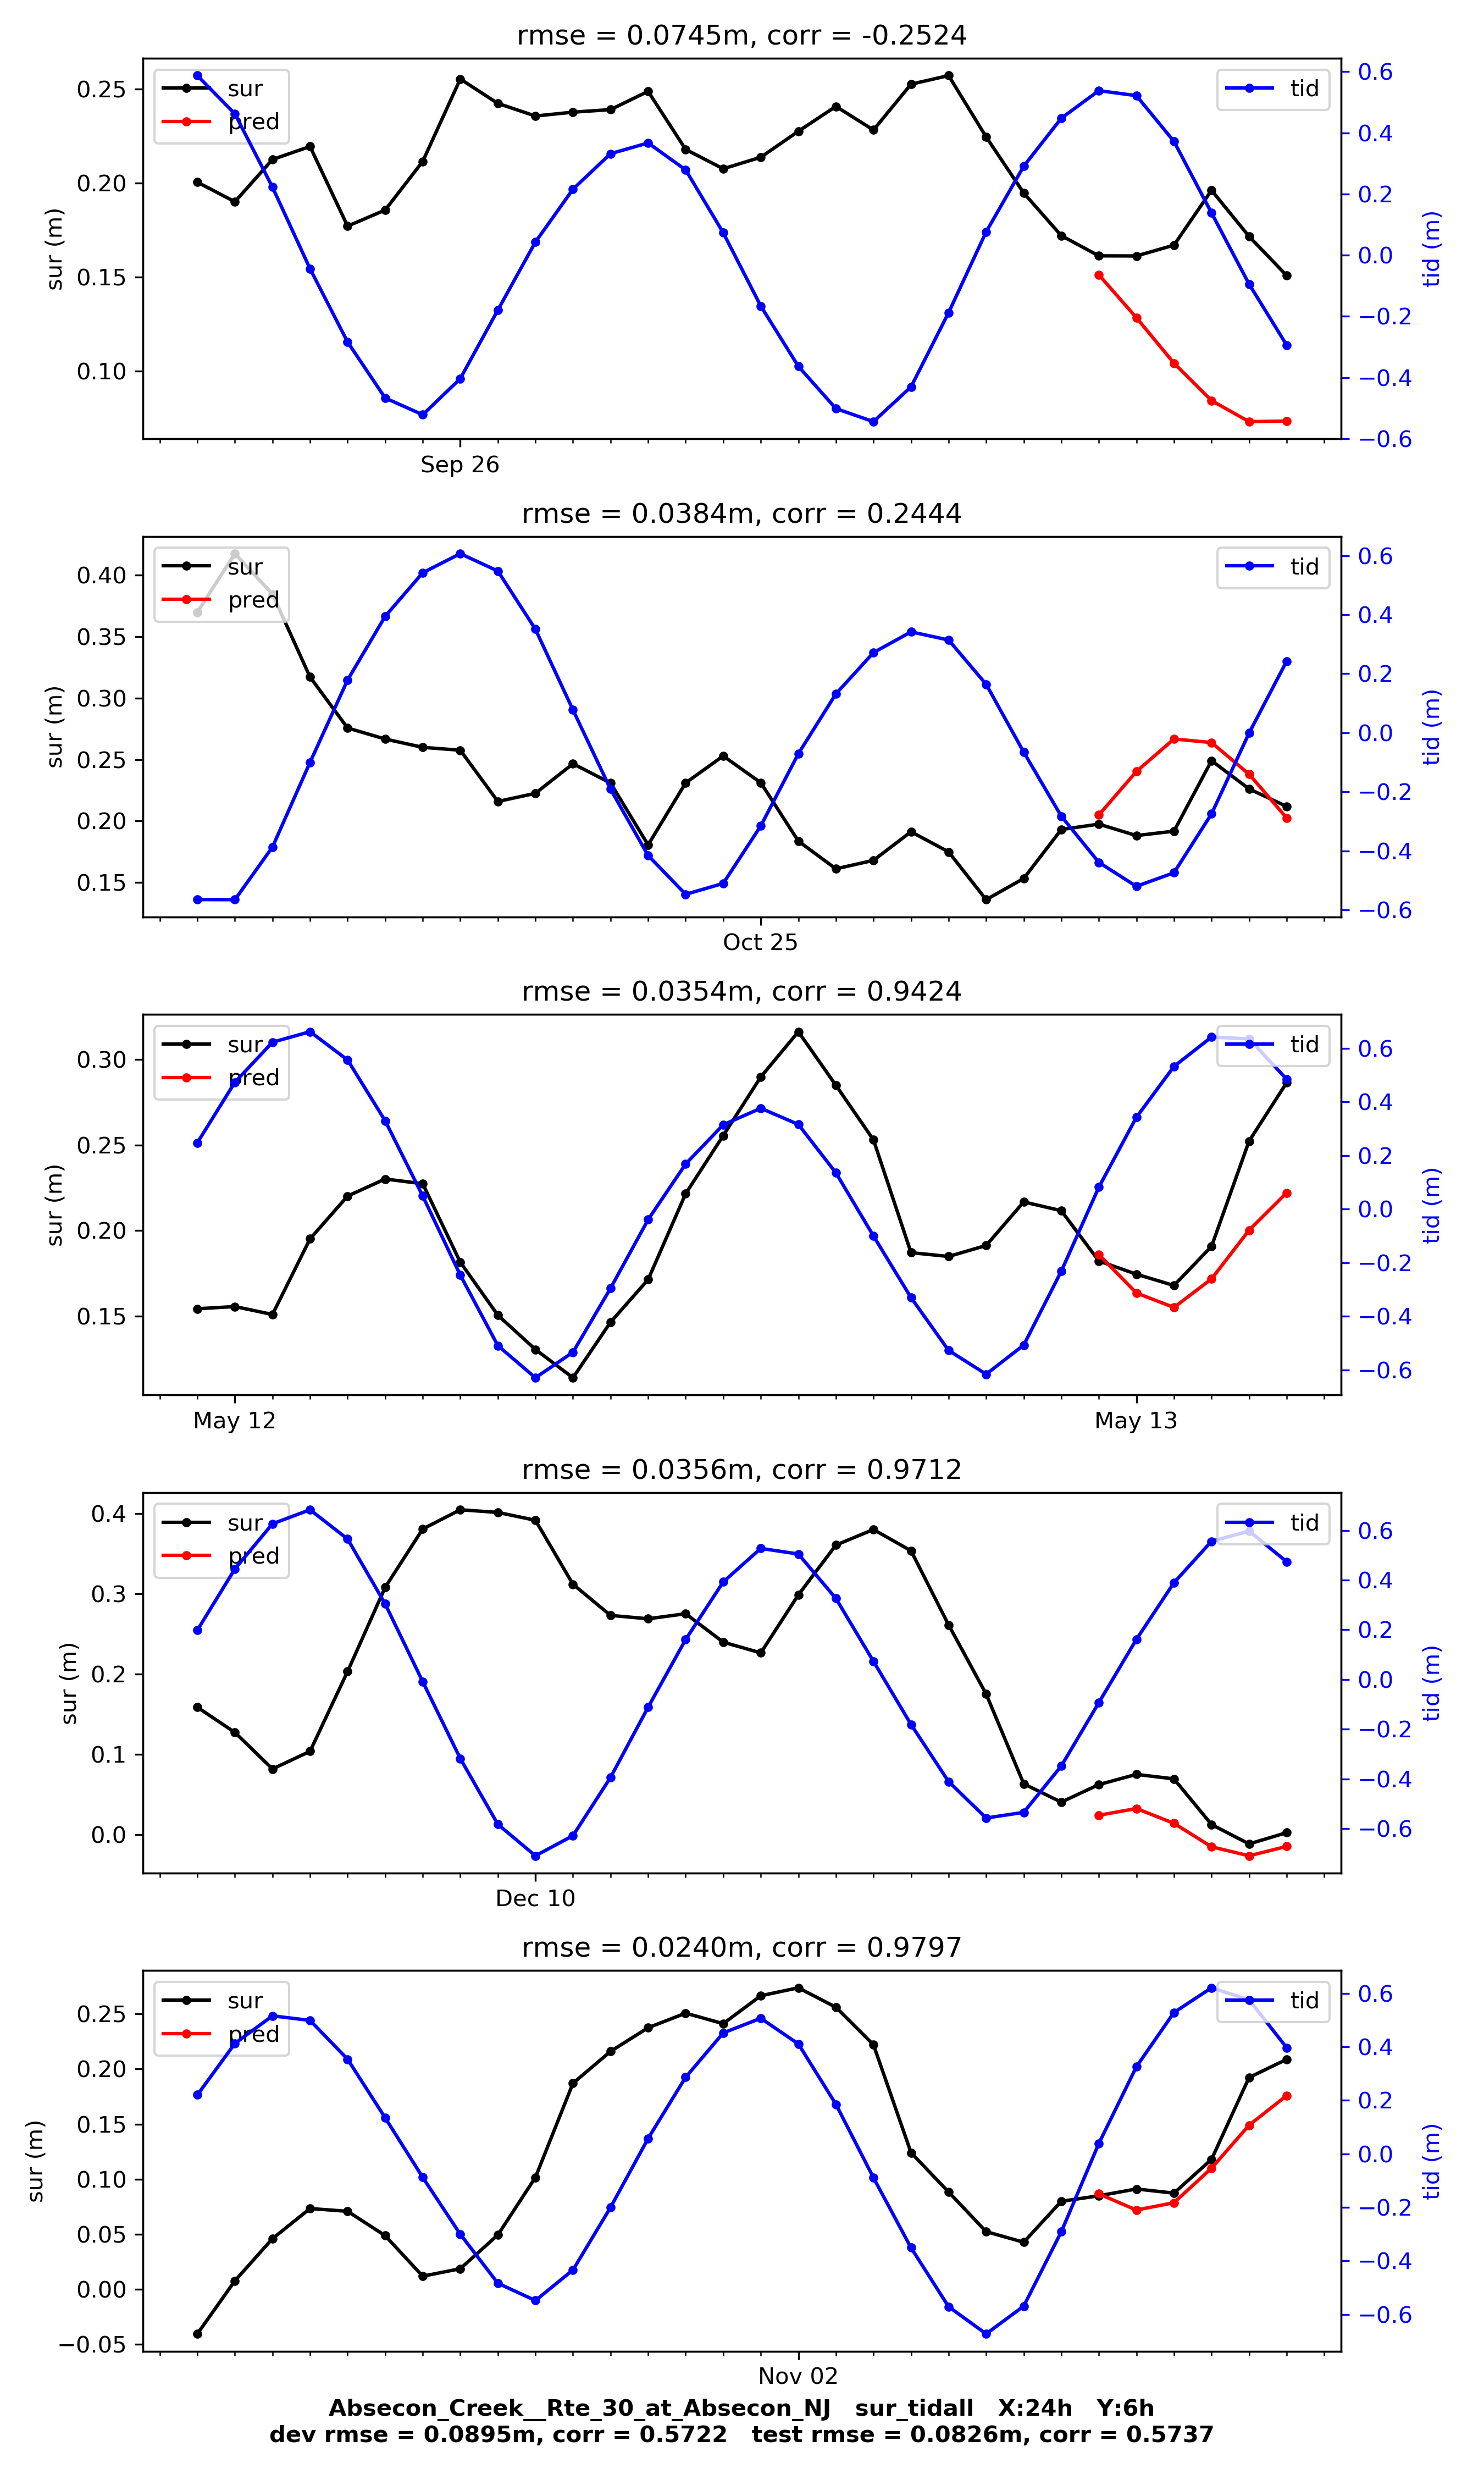 rmse = 0.0745m, corr = -0.2524
sur
pred
tid
0.25
0.20
0.15
0.10
sur (m)
0.6
0.4
0.2
0.0
−0.2
−0.4
−0.6
tid (m)
Sep 26
rmse = 0.0384m, corr = 0.2444
sur
pred
tid
0.40
0.35
0.30
0.25
0.20
0.15
sur (m)
0.6
0.4
0.2
0.0
−0.2
−0.4
−0.6
tid (m)
Oct 25
rmse = 0.0354m, corr = 0.9424
sur
pred
tid
0.30
0.25
0.20
0.15
sur (m)
0.6
0.4
0.2
0.0
−0.2
−0.4
−0.6
tid (m)
May 12
May 13
rmse = 0.0356m, corr = 0.9712
sur
pred
tid
0.4
0.3
0.2
0.1
0.0
sur (m)
0.6
0.4
0.2
0.0
−0.2
−0.4
−0.6
tid (m)
Dec 10
rmse = 0.0240m, corr = 0.9797
sur
pred
tid
0.25
0.20
0.15
0.10
0.05
0.00
−0.05
sur (m)
0.6
0.4
0.2
0.0
−0.2
−0.4
−0.6
tid (m)
Nov 02
Absecon_Creek__Rte_30_at_Absecon_NJ sur_tidall X:24h Y:6h
dev rmse = 0.0895m, corr = 0.5722 test rmse = 0.0826m, corr = 0.5737